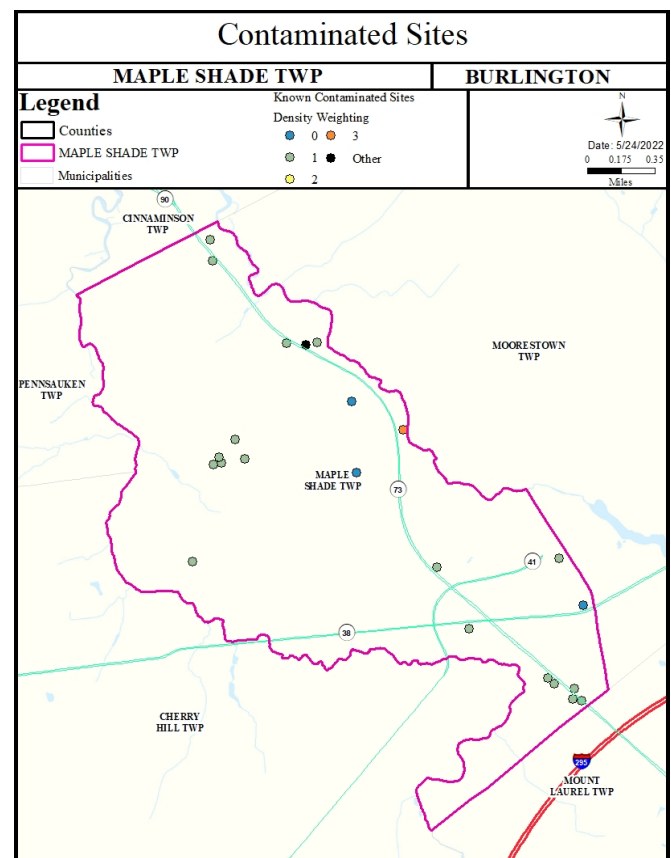 Contaminated Sites
MAPLE SHADE TWP
BURLINGTON
Legend
Counties
MAPLE SHADE TWP
Municipalities
Known Contaminated Sites
Density Weighting
0 3
1 Other
2
N
Date: 5/24/2022
0 0.175 0.35
Miles
90
CINNAMINSON
TWP
MOORESTOWN
TWP
PENNSAUKEN
TWP
MAPLE
SHADE TWP
73
41
38
CHERRY
HILL TWP
295
MOUNT
LAUREL TWP